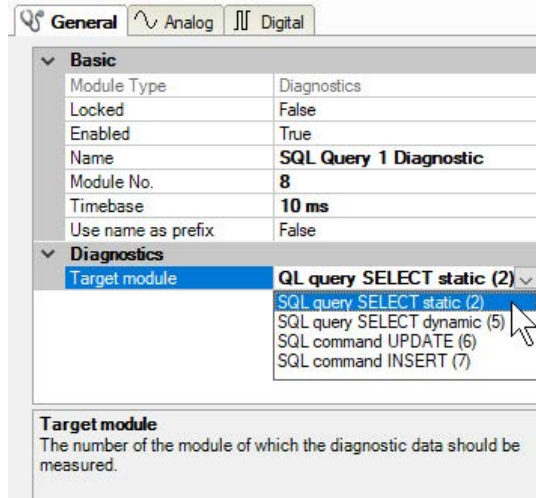 General Analog Digital
Basic
Module Type Diagnostics
Locked False
Enabled True
Name SQL Query 1 Diagnostic
Module No. 8
Timebase 10 ms
Use name as prefix False
Diagnostics
Target module QL query SELECT static (2)
SQL query SELECT static (2)
SQL query SELECT dynamic (5)
SQL command UPDATE (6)
SQL command INSERT (7)
Target module
The number of the module of which the diagnostic data should be
measured.